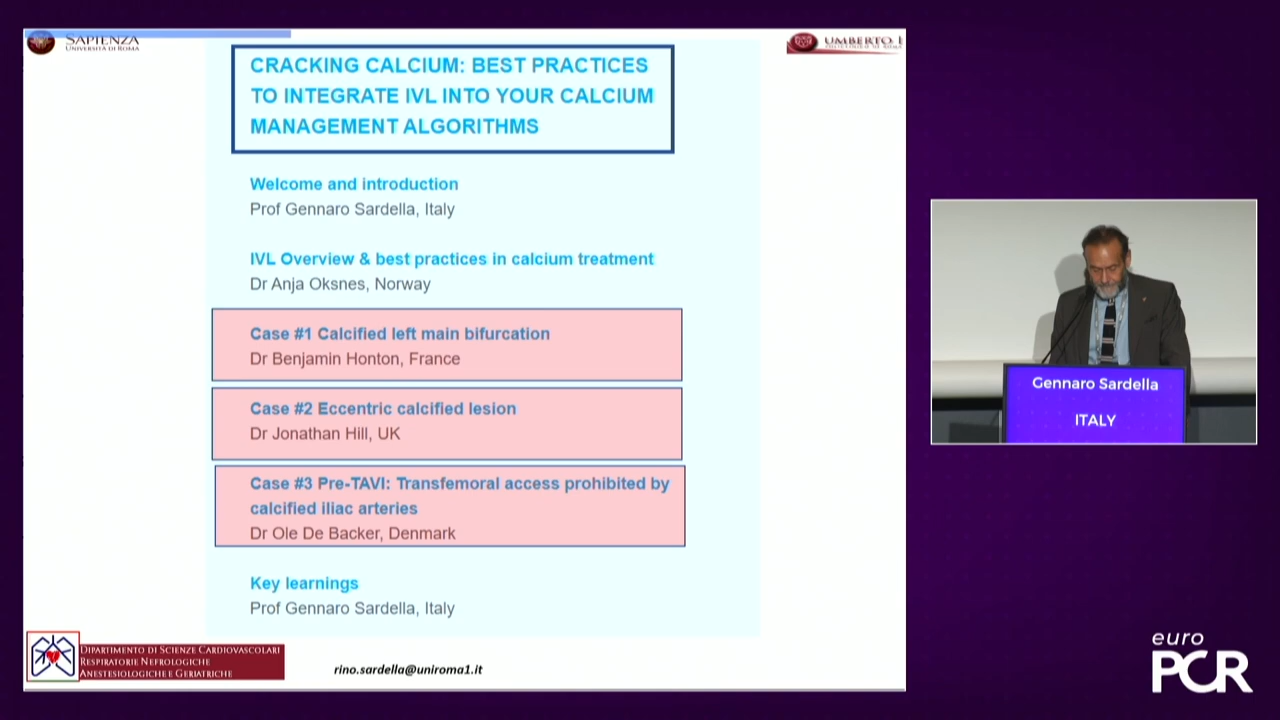 SAPIENZA
UNIVERSITÀ DI ROMA
UMBERTO I
CRACKING CALCIUM: BEST PRACTICES
TO INTEGRATE IVL INTO YOUR CALCIUM
MANAGEMENT ALGORITHMS
Welcome and introduction
Prof Gennaro Sardella, Italy
IVL Overview & best practices in calcium treatment
Dr Anja Oksnes, Norway
Case #1 Calcified left main bifurcation
Dr Benjamin Honton, France
Case #2 Eccentric calcified lesion
Dr Jonathan Hill, UK
Case #3 Pre-TAVI: Transfemoral access prohibited by
calcified iliac arteries
Dr Ole De Backer, Denmark
Key learnings
Prof Gennaro Sardella, Italy
DIPARTIMENTO DI SCIENZE CARDIOVASCOLARI
RESPIRATORIE NEFROLOGICHE
ANESTESIOLOGICHE E GERIATRICHE
rino.sardella@uniroma1.it
Gennaro Sardella
ITALY
euro
PCR